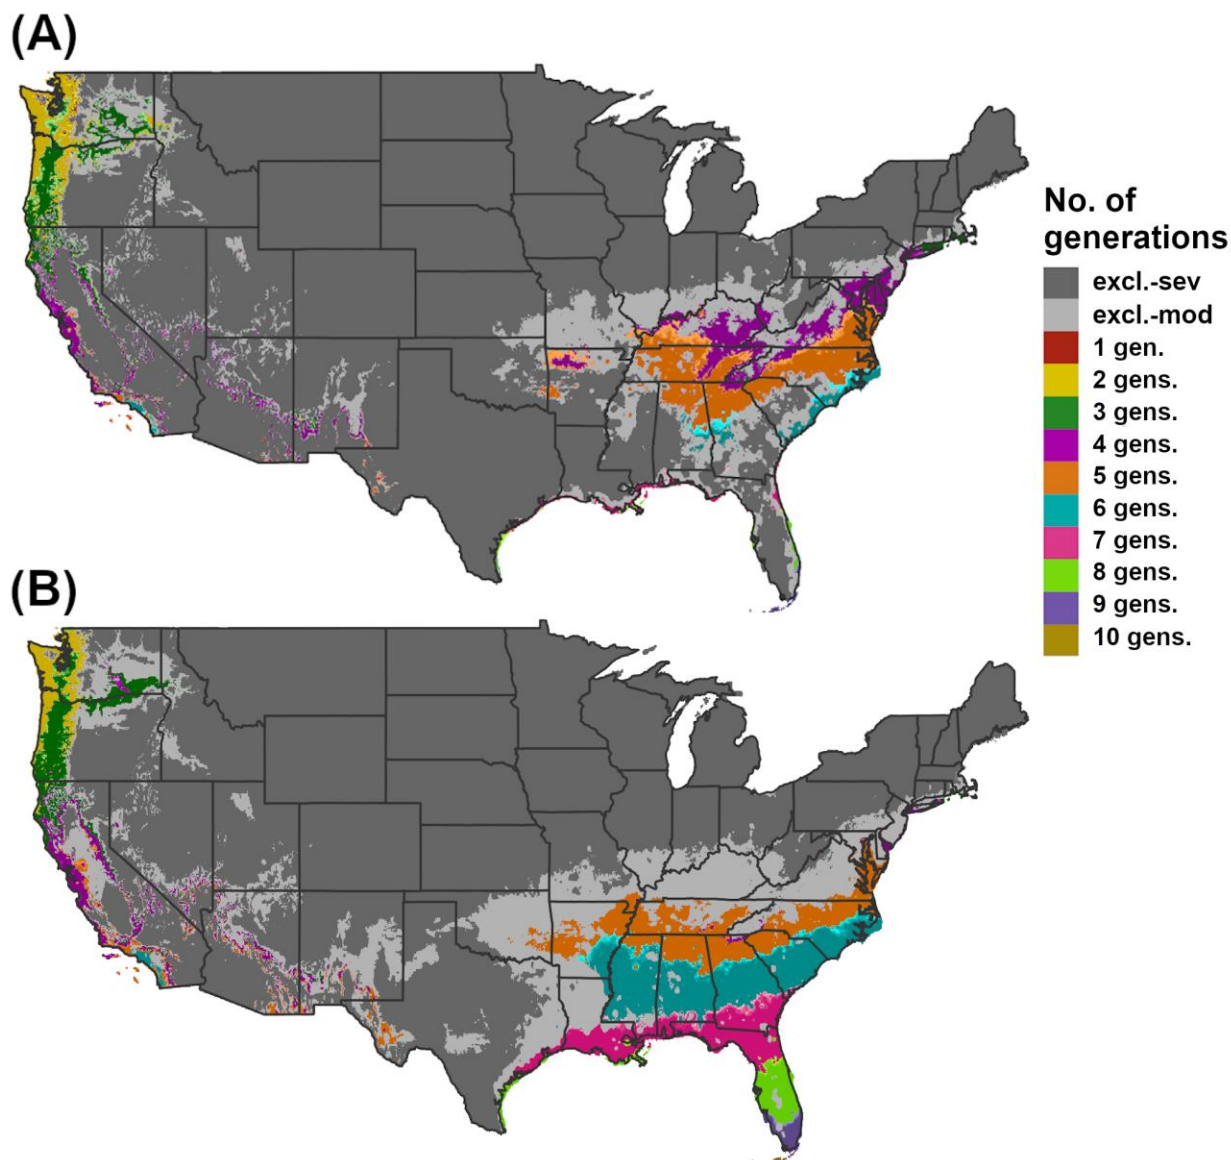 (A)
No. of
generations
excl.-sev
excl.-mod
1 gen.
2 gens.
3 gens.
4 gens.
5 gens.
6 gens.
7 gens.
8 gens.
9 gens.
10 gens.
(B)